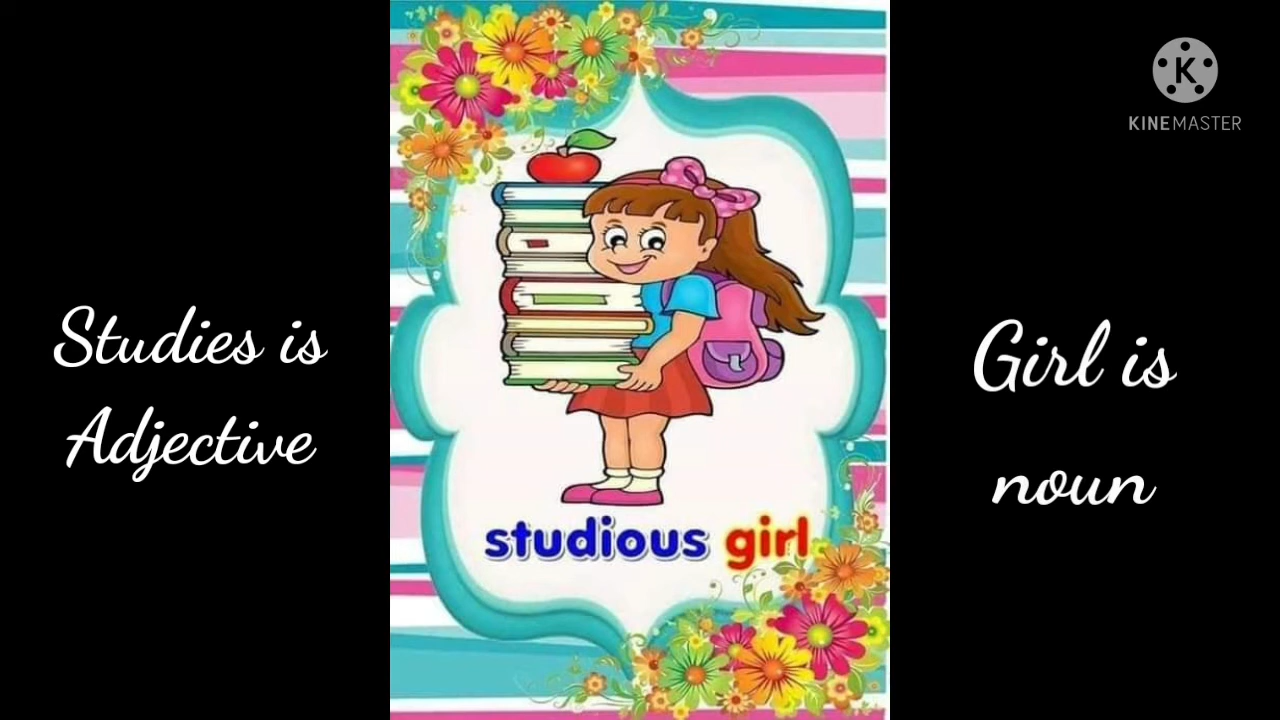 KINEMASTER
Studies is
Adjective
Girl is
noun
studious girl